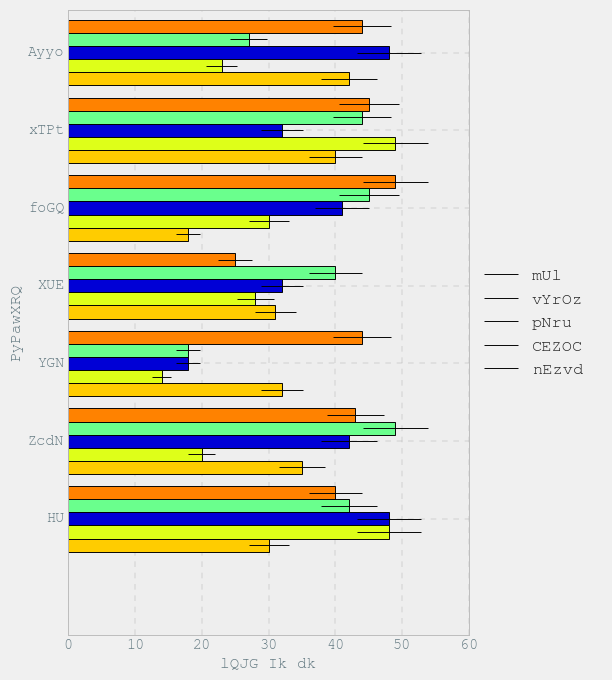 Ayyo
xTPt
foGQ
XUE
YGN
ZcdN
HU
PyPawXRQ
0 10 20 30 40 50 60
lQJG Ik dk
mUl
vYrOz
pNru
CEZOC
nEzvd